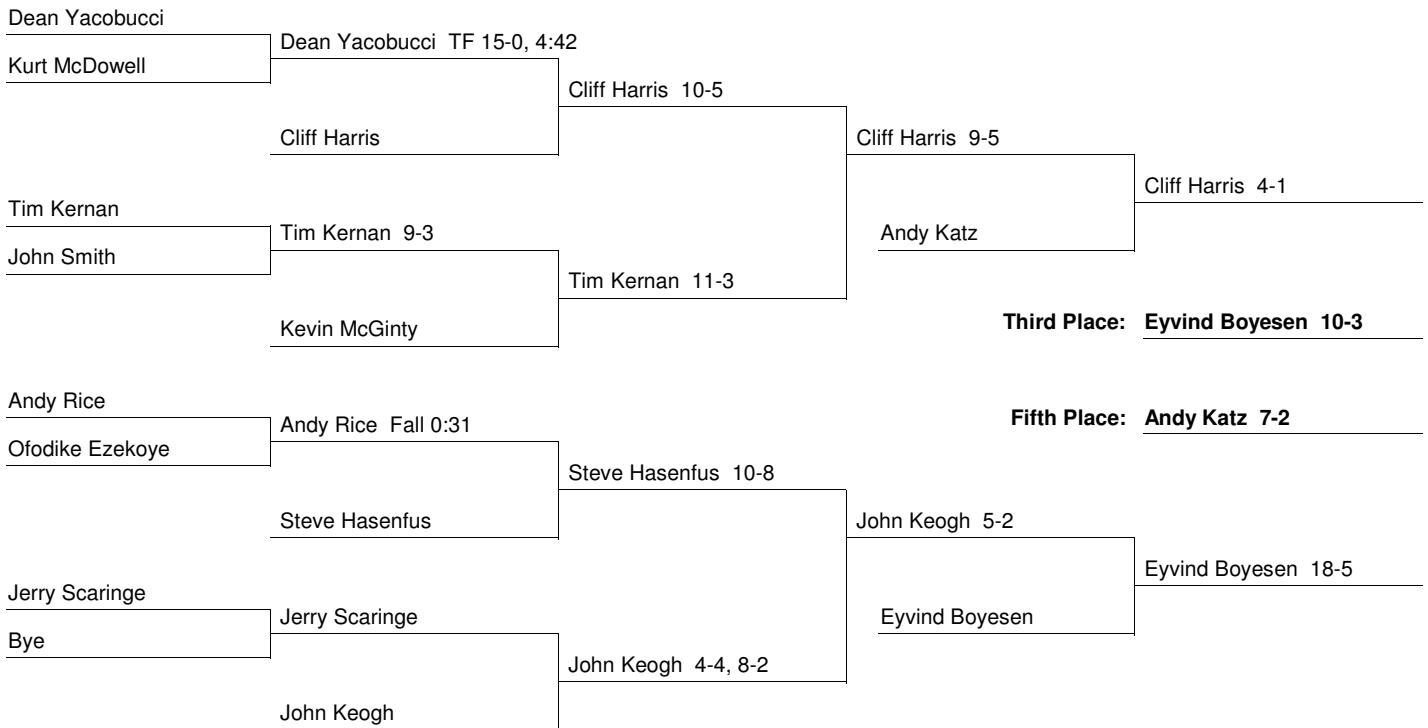 Dean Yacobucci
Dean Yacobucci TF 15-0, 4:42
Kurt McDowell
Cliff Harris 10-5
Cliff Harris
Cliff Harris 9-5
Cliff Harris 4-1
Tim Kernan
Tim Kernan 9-3
Andy Katz
John Smith
Tim Kernan 11-3
Kevin McGinty
Third Place: Eyvind Boyesen 10-3
Andy Rice
Andy Rice Fall 0:31
Fifth Place: Andy Katz 7-2
Ofodike Ezekoye
Steve Hasenfus 10-8
Steve Hasenfus
John Keogh 5-2
Eyvind Boyesen 18-5
Jerry Scaringe
Jerry Scaringe
Eyvind Boyesen
Bye
John Keogh 4-4, 8-2
John Keogh